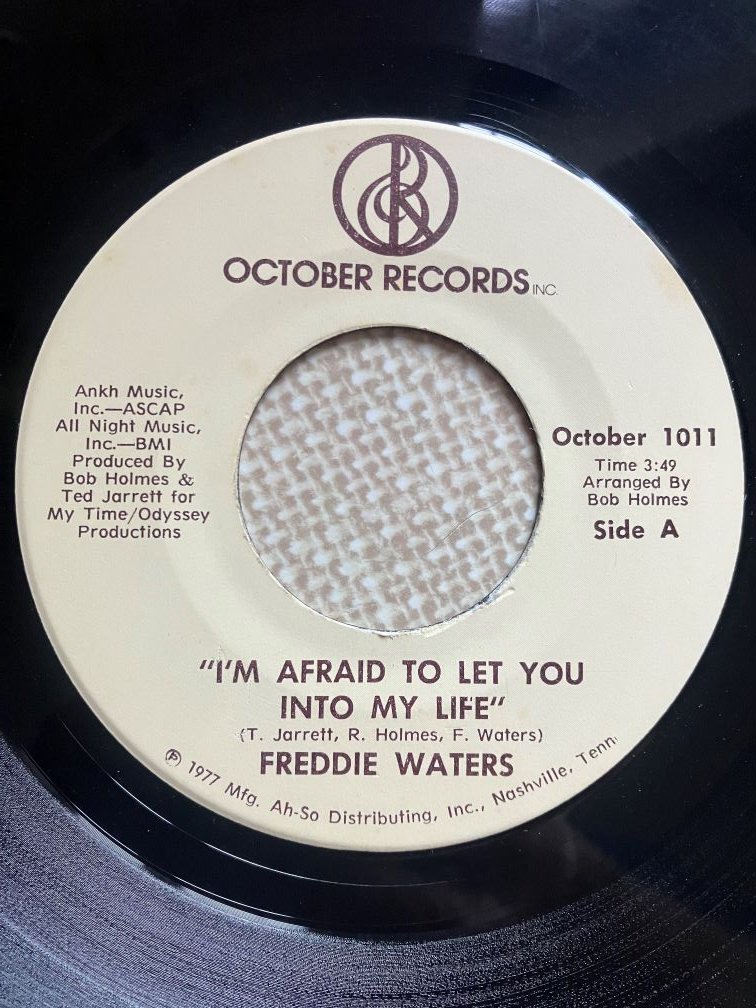 OCTOBER RECORDS INC.
Ankh Music,
Inc.—ASCAP
All Night Music,
Inc.—BMI
Produced By
Bob Holmes &
Ted Jarrett for
My Time/Odyssey
Productions
October 1011
Time 3:49
Arranged By
Bob Holmes
Side A
"I'M AFRAID TO LET YOU
INTO MY LIFE"
(T. Jarrett, R. Holmes, F. Waters)
FREDDIE WATERS
℗ 1977 Mfg. Ah-So Distributing, Inc., Nashville, Tenn.